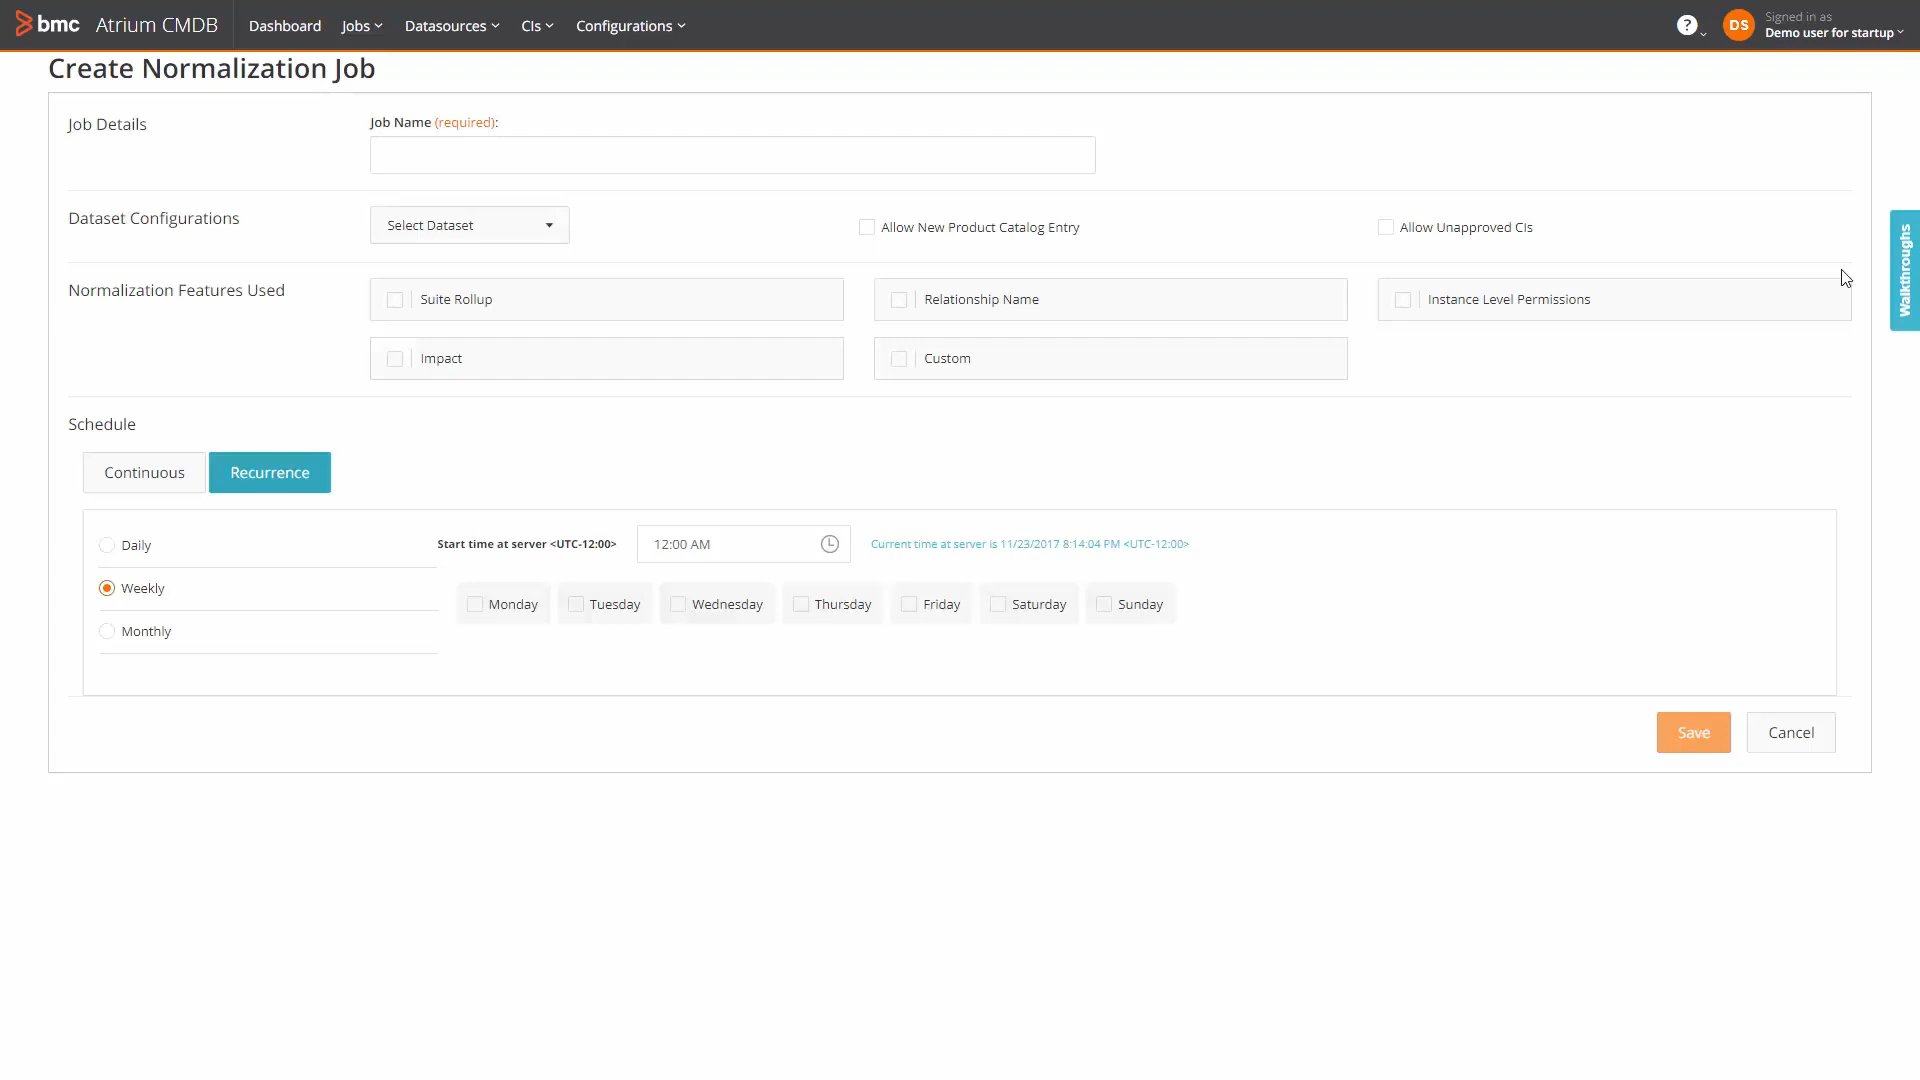 bmc Atrium CMDB Dashboard Jobs Datasources CIs Configurations ? DS Signed in as
Demo user for startup
Create Normalization Job
Job Details
Job Name (required):
Dataset Configurations
Select Dataset
Allow New Product Catalog Entry
Allow Unapproved CIs
Walkthroughs
Normalization Features Used
Suite Rollup
Relationship Name
Instance Level Permissions
Impact
Custom
Schedule
Continuous
Recurrence
Daily
Start time at server <UTC-12:00>
12:00 AM
Current time at server is 11/23/2017 8:14:04 PM <UTC-12:00>
Weekly
Monday
Tuesday
Wednesday
Thursday
Friday
Saturday
Sunday
Monthly
Save
Cancel